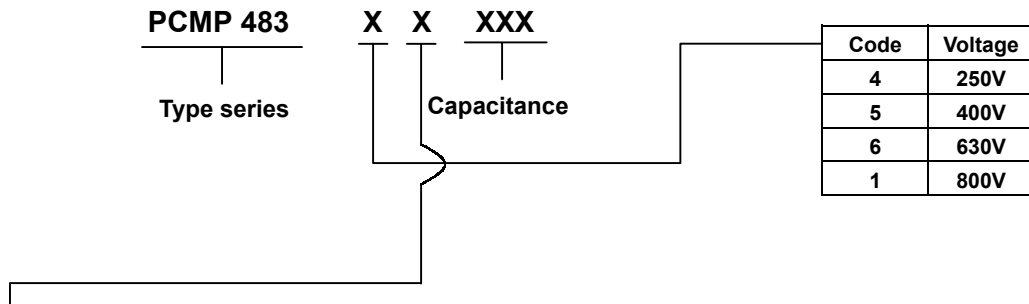 PCMP 483 X X XXX
Type series
Capacitance
Code Voltage
4 250V
5 400V
6 630V
1 800V